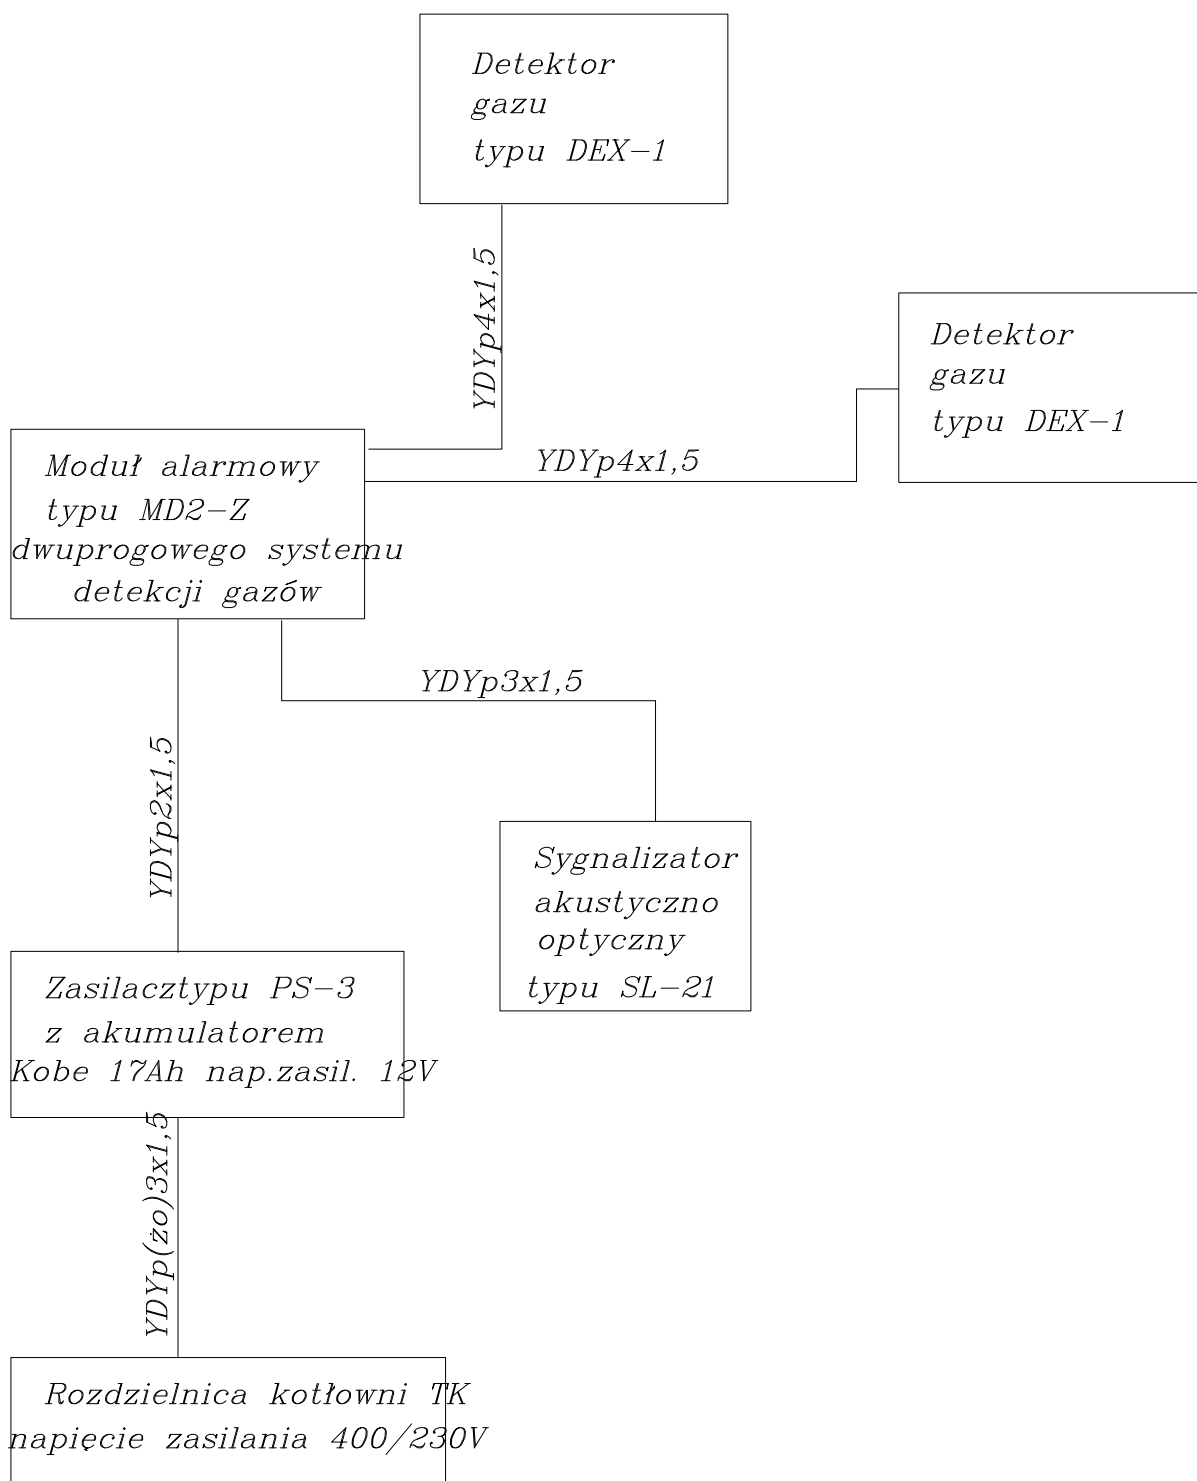 Detektor
gazu
typu DEX-1
YDYp4x1,5
Detektor
gazu
typu DEX-1
YDYp4x1,5
Moduł alarmowy
typu MD2-Z
dwuprogowego systemu
detekcji gazów
YDYp3x1,5
YDYp2x1,5
Sygnalizator
akustyczno
optyczny
typu SL-21
Zasilacztypu PS-3
z akumulatorem
Kobe 17Ah nap.zasil. 12V
YDYp(żo)3x1,5
Rozdzielnica kotłowni TK
napięcie zasilania 400/230V